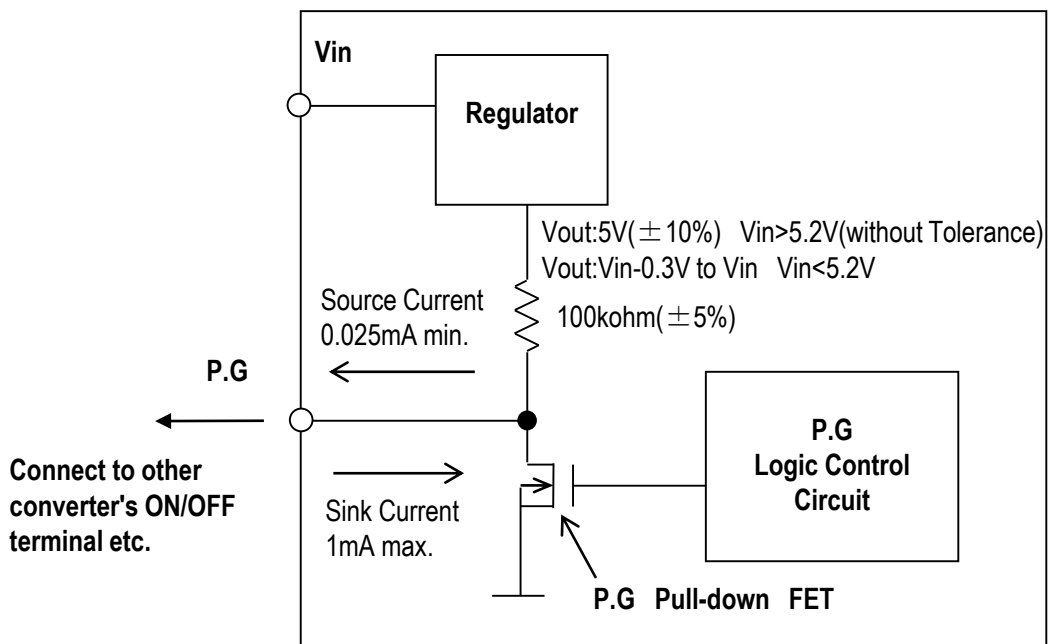 Vin
Regulator
Vout:5V(±10%) Vin>5.2V(without Tolerance)
Vout:Vin-0.3V to Vin Vin<5.2V
100kohm(±5%)
Source Current
0.025mA min.
P.G
Connect to other
converter's ON/OFF
terminal etc.
Sink Current
1mA max.
P.G
Logic Control
Circuit
P.G Pull-down FET